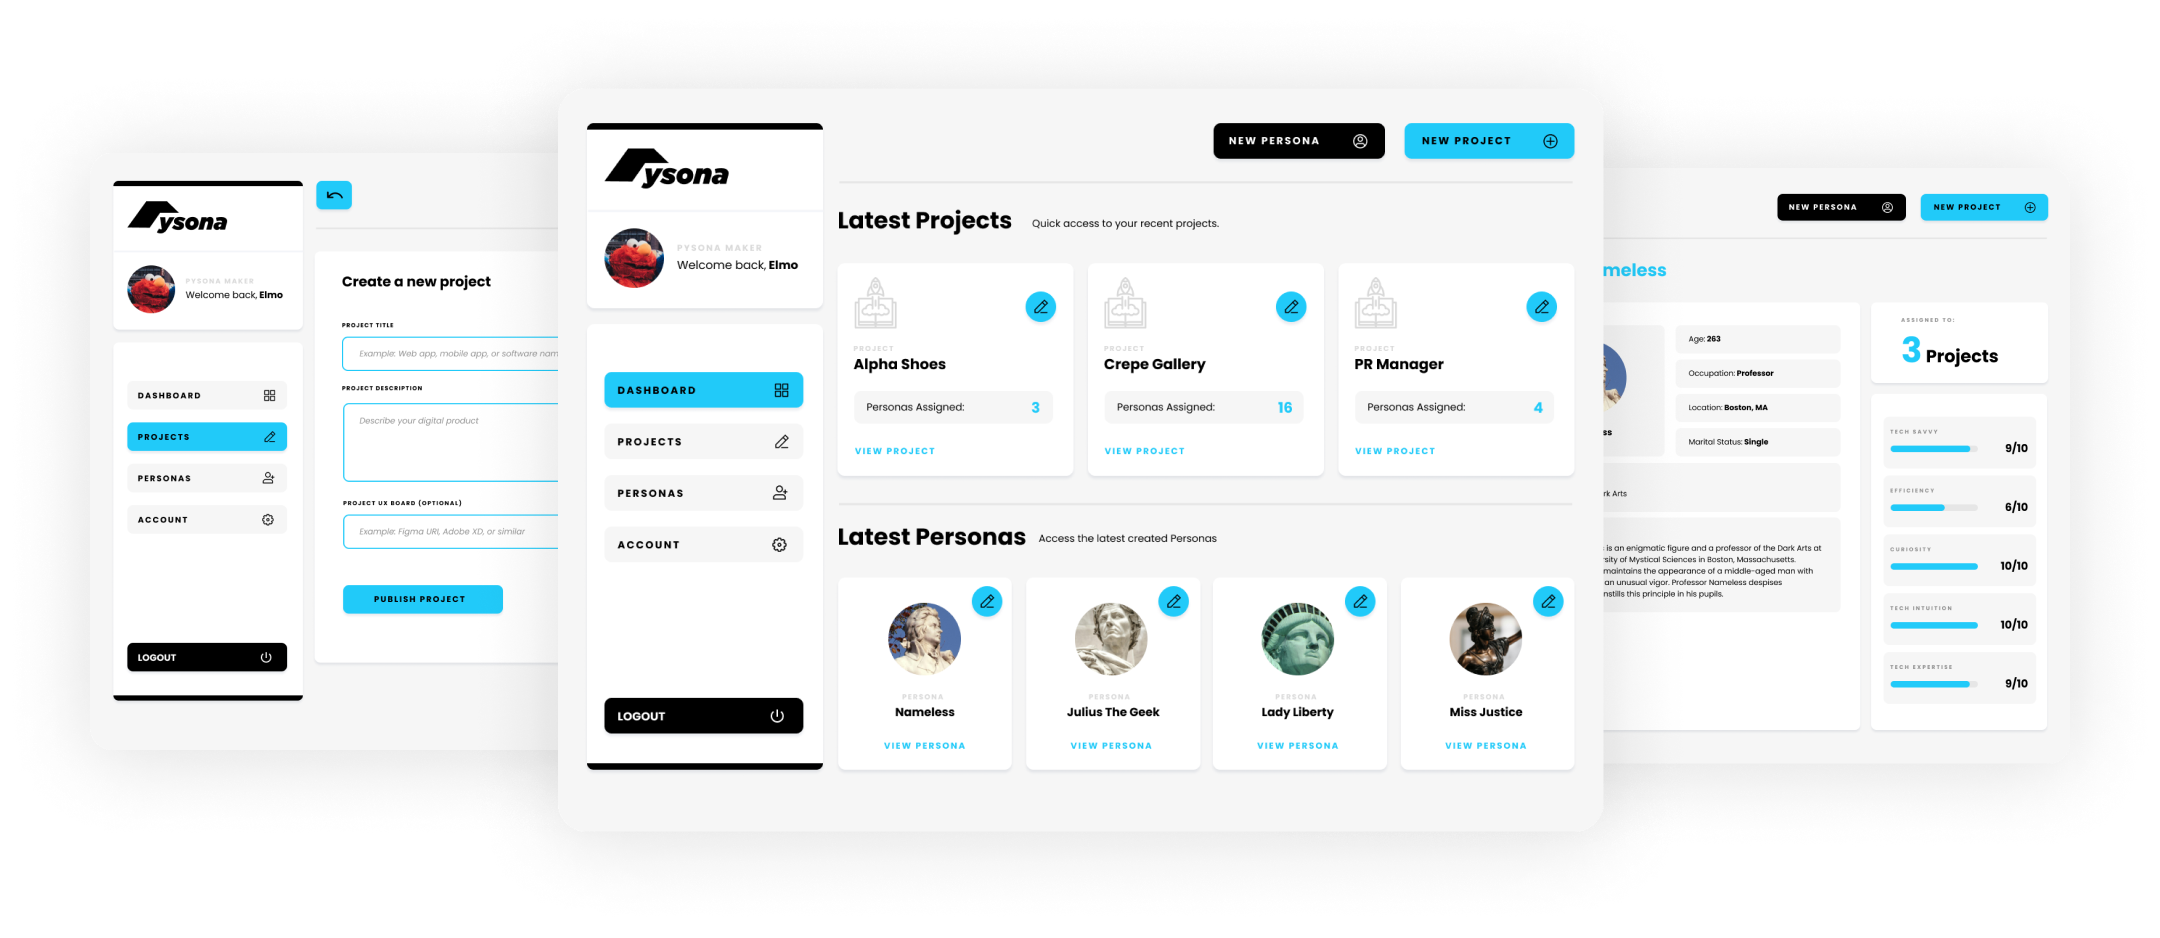 ysona
PYSONA MAKER
Welcome back, Elmo
DASHBOARD
PROJECTS
PERSONAS
ACCOUNT
LOGOUT
Create a new project
PROJECT TITLE
Example: Web app, mobile app, or software nam
PROJECT DESCRIPTION
Describe your digital product
PROJECT UX BOARD (OPTIONAL)
Example: Figma URl, Adobe XD, or similar
PUBLISH PROJECT
ysona
PYSONA MAKER
Welcome back, Elmo
DASHBOARD
PROJECTS
PERSONAS
ACCOUNT
LOGOUT
NEW PERSONA
NEW PROJECT
Latest Projects
Quick access to your recent projects.
PROJECT
Alpha Shoes
Personas Assigned: 3
VIEW PROJECT
PROJECT
Crepe Gallery
Personas Assigned: 16
VIEW PROJECT
PROJECT
PR Manager
Personas Assigned: 4
VIEW PROJECT
Latest Personas
Access the latest created Personas
PERSONA
Nameless
VIEW PERSONA
PERSONA
Julius The Geek
VIEW PERSONA
PERSONA
Lady Liberty
VIEW PERSONA
PERSONA
Miss Justice
VIEW PERSONA
NEW PERSONA
NEW PROJECT
meless
ss
Age: 263
Occupation: Professor
Location: Boston, MA
Marital Status: Single
rk Arts
is an enigmatic figure and a professor of the Dark Arts at
rsity of Mystical Sciences in Boston, Massachusetts.
maintains the appearance of a middle-aged man with
an unusual vigor. Professor Nameless despises
nstills this principle in his pupils.
ASSIGNED TO:
3 Projects
TECH SAVVY
9/10
EFFICIENCY
6/10
CURIOSITY
10/10
TECH INTUITION
10/10
TECH EXPERTISE
9/10